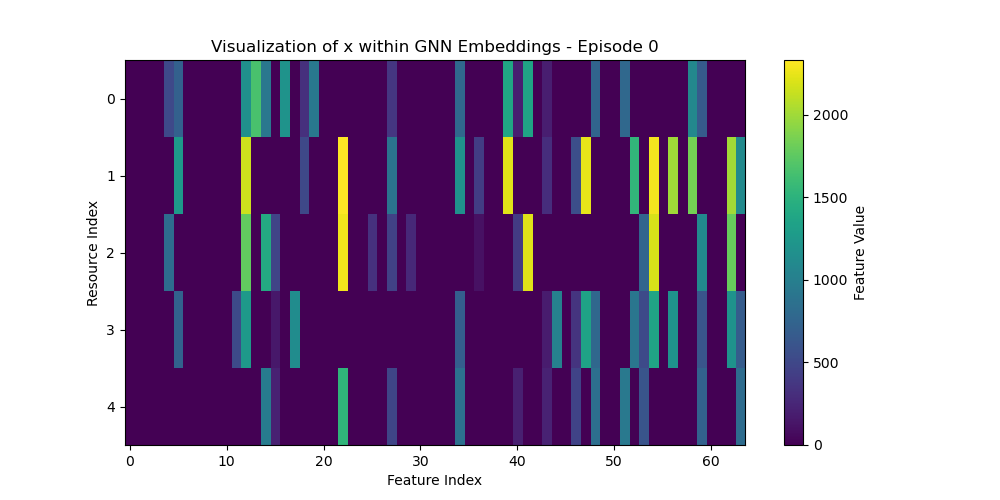 Visualization of x within GNN Embeddings - Episode 0
Resource Index
0
1
2
3
4
0 10 20 30 40 50 60
Feature Index
2000
1500
1000
500
0
Feature Value